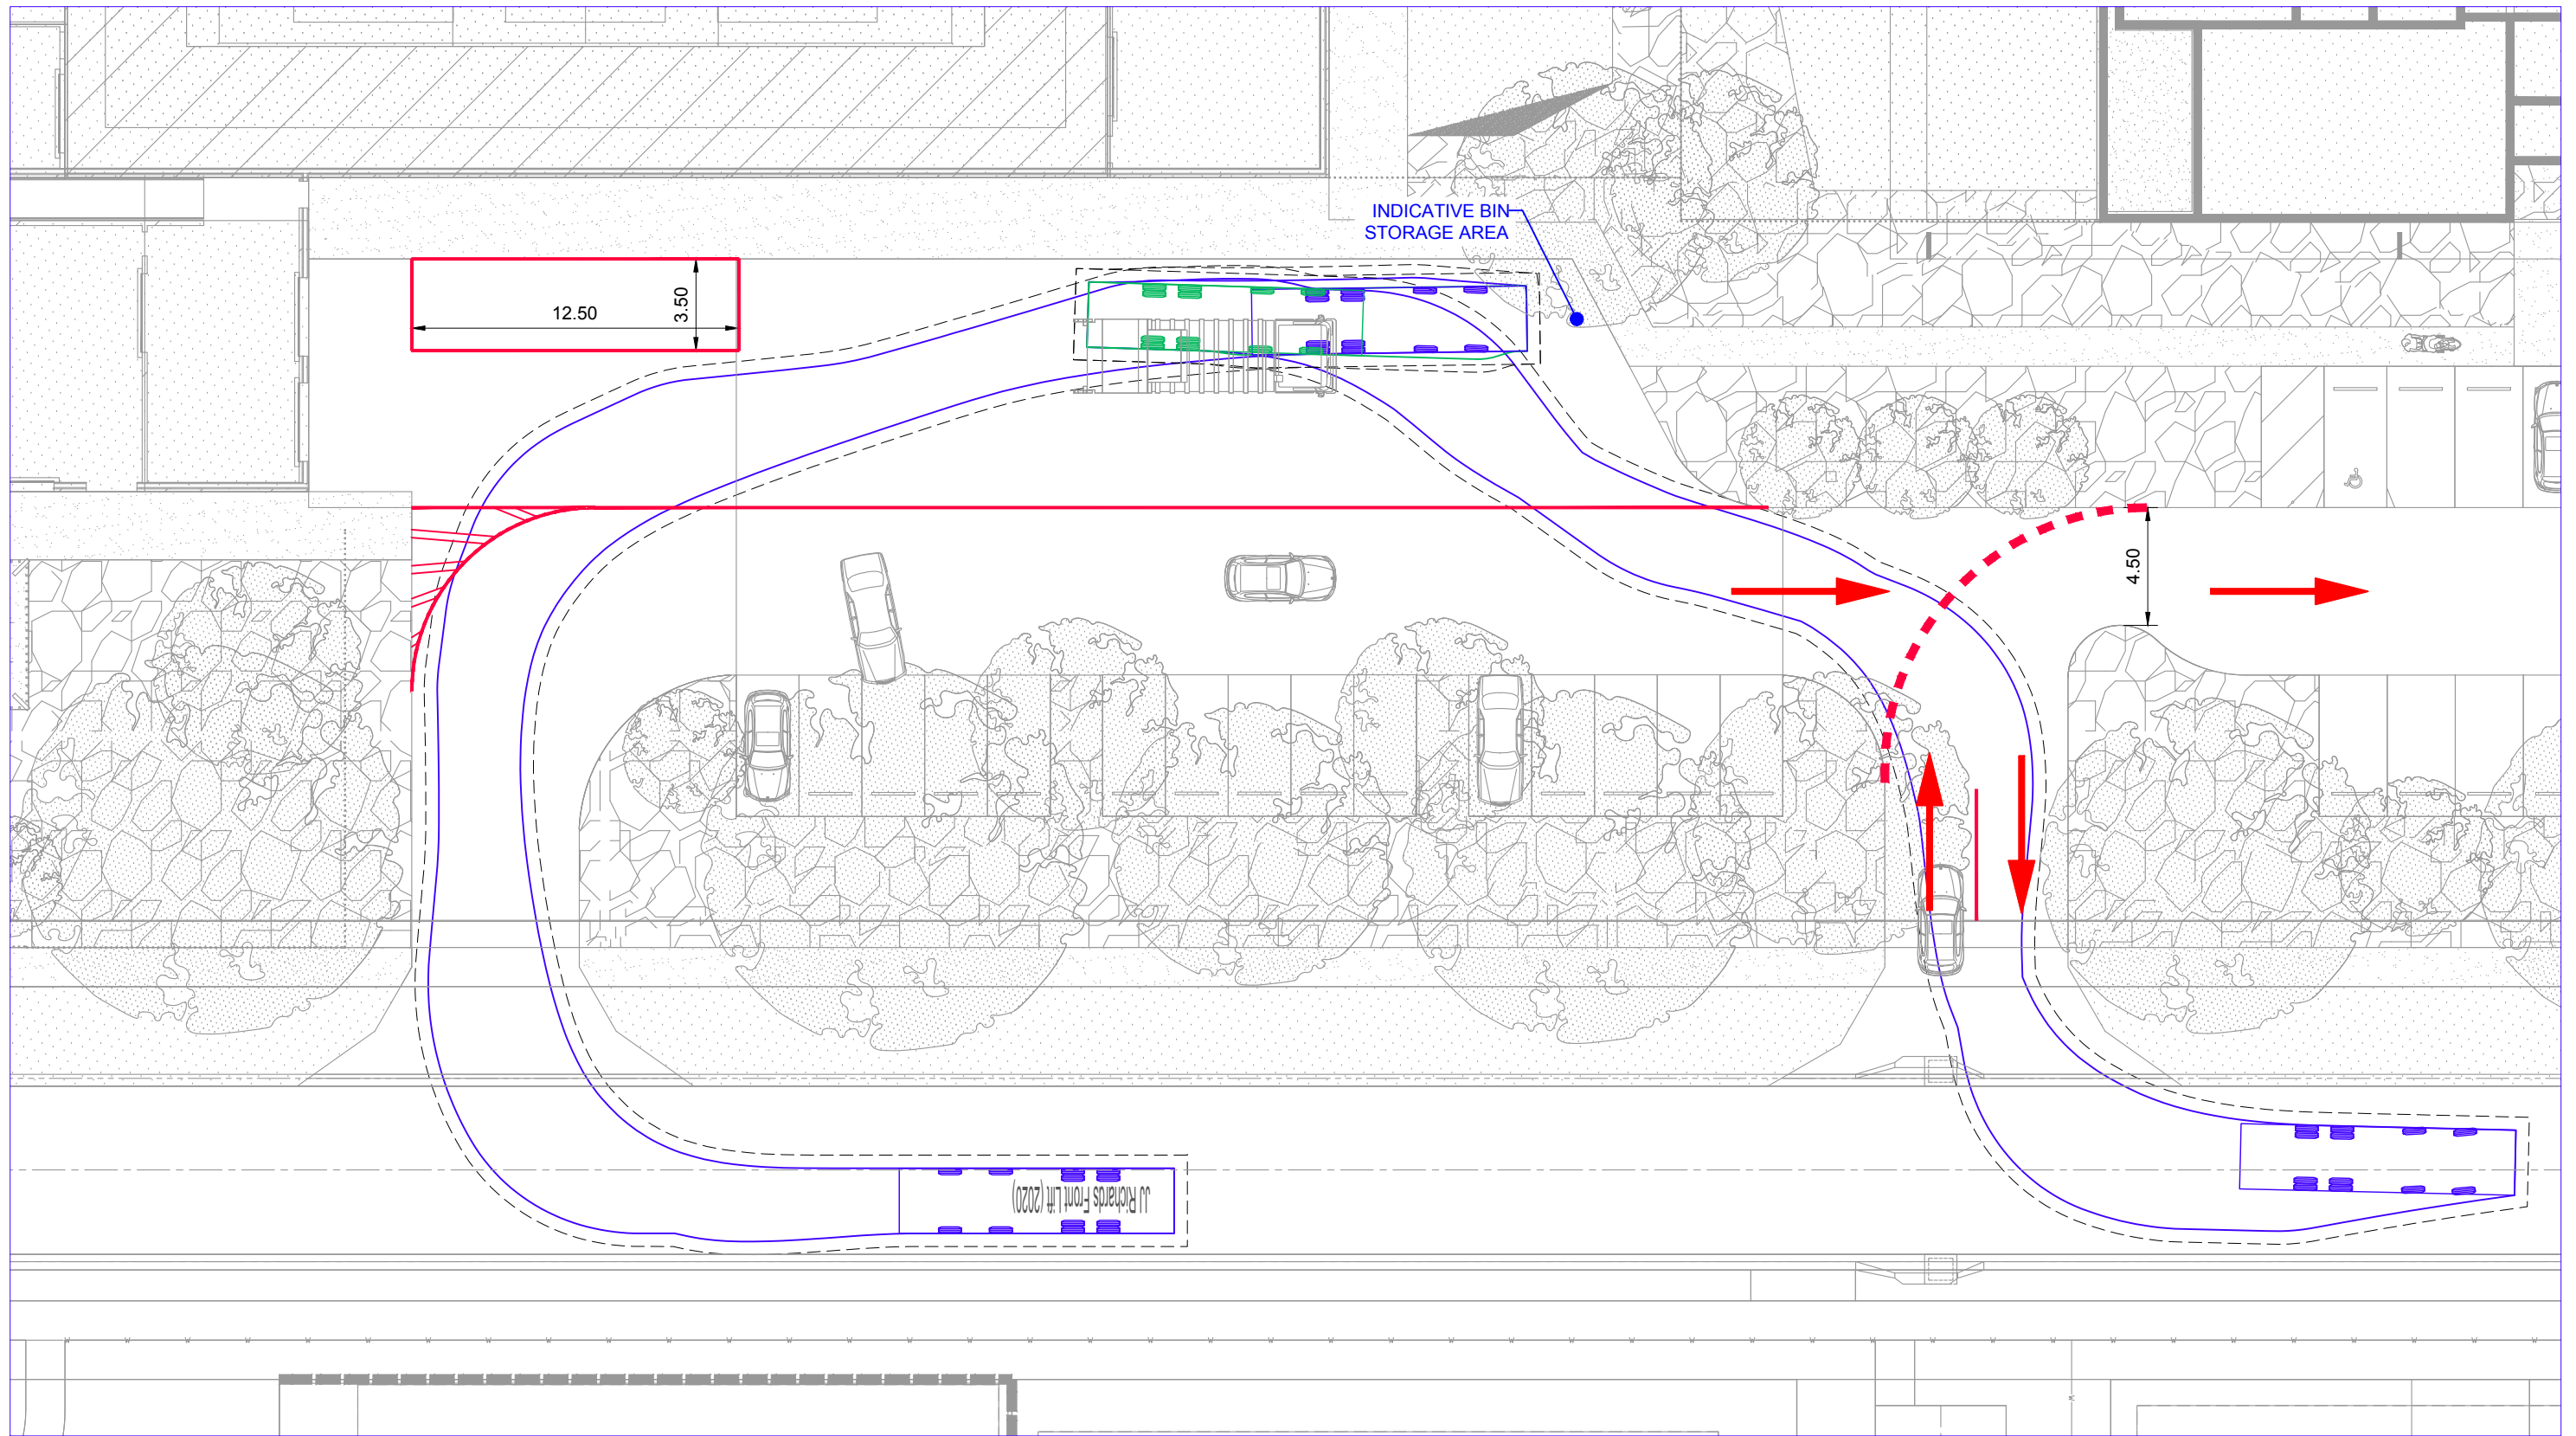 INDICATIVE BIN
STORAGE AREA
12.50
3.50
4.50
JJ Richards Front Lift (2020)